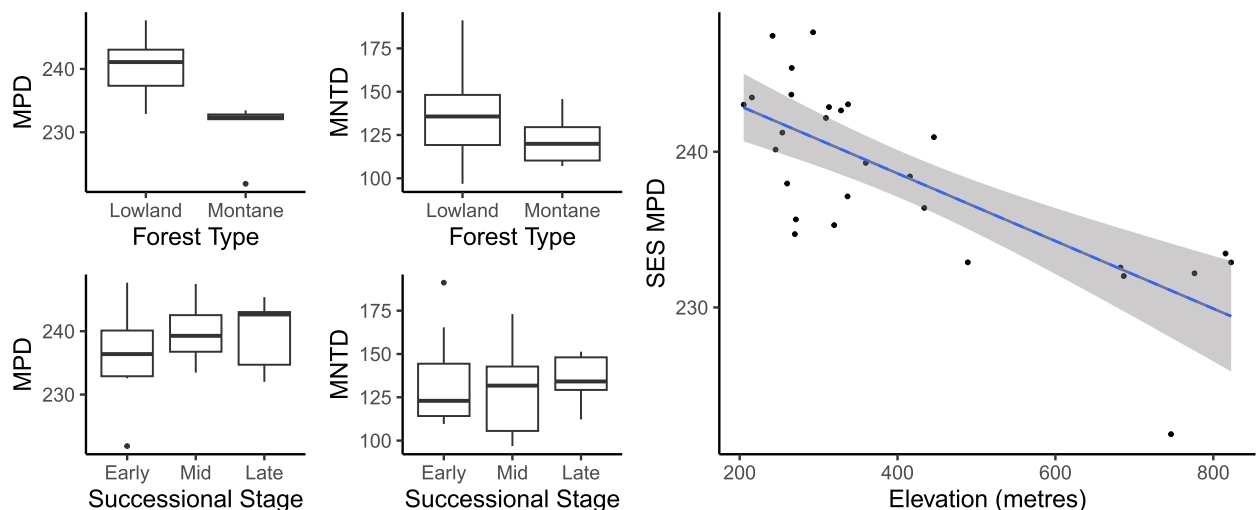 MPD
240
230
Lowland Montane
Forest Type
MNTD
175
150
125
100
Lowland Montane
Forest Type
MPD
240
230
Early Mid Late
Successional Stage
MNTD
175
150
125
100
Early Mid Late
Successional Stage
SES MPD
240
230
200 400 600 800
Elevation (metres)